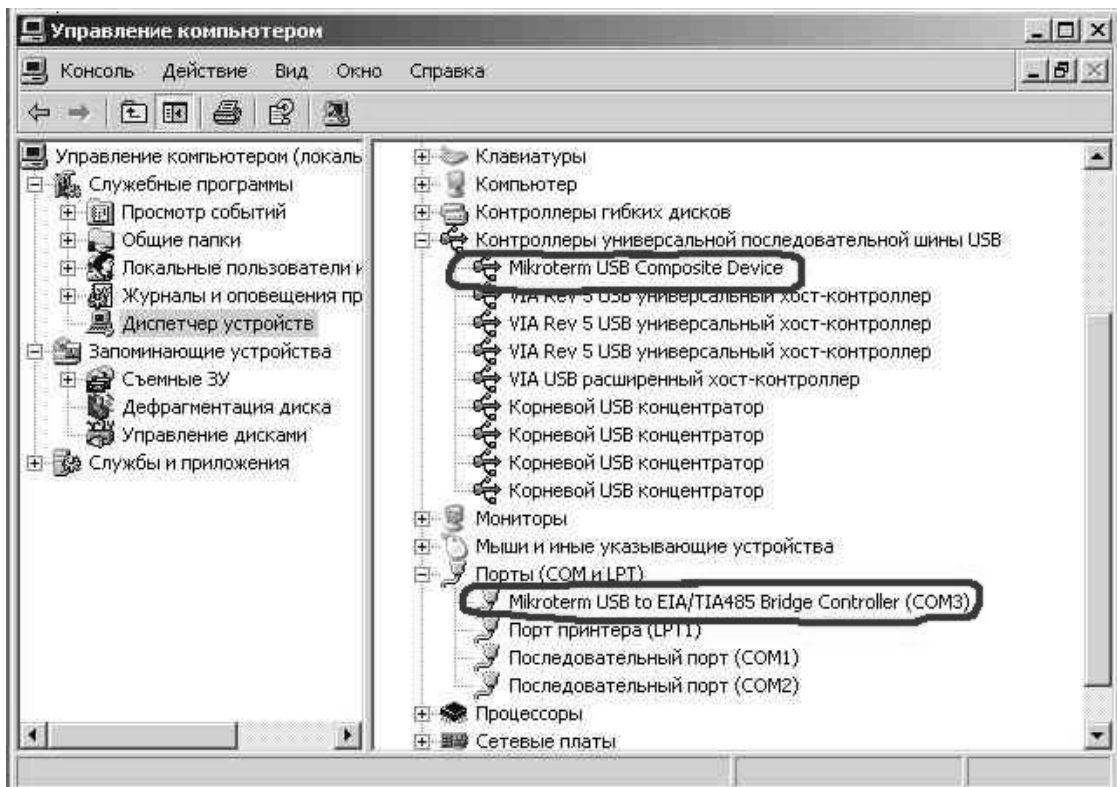 Управление компьютером
Консоль Действие Вид Окно Справка
Управление компьютером (локаль
Служебные программы
Просмотр событий
Общие папки
Локальные пользователи и
Журналы и оповещения пр
Диспетчер устройств
Запоминающие устройства
Съемные ЗУ
Дефрагментация диска
Управление дисками
Службы и приложения
Клавиатуры
Компьютер
Контроллеры гибких дисков
Контроллеры универсальной последовательной шины USB
Mikroterm USB Composite Device
VIA Rev 5 USB универсальный хост-контроллер
VIA Rev 5 USB универсальный хост-контроллер
VIA Rev 5 USB универсальный хост-контроллер
VIA USB расширенный хост-контроллер
Корневой USB концентратор
Корневой USB концентратор
Корневой USB концентратор
Корневой USB концентратор
Мониторы
Мыши и иные указывающие устройства
Порты (COM и LPT)
Mikroterm USB to EIA/TIA485 Bridge Controller (COM3)
Порт принтера (LPT1)
Последовательный порт (COM1)
Последовательный порт (COM2)
Процессоры
Сетевые платы